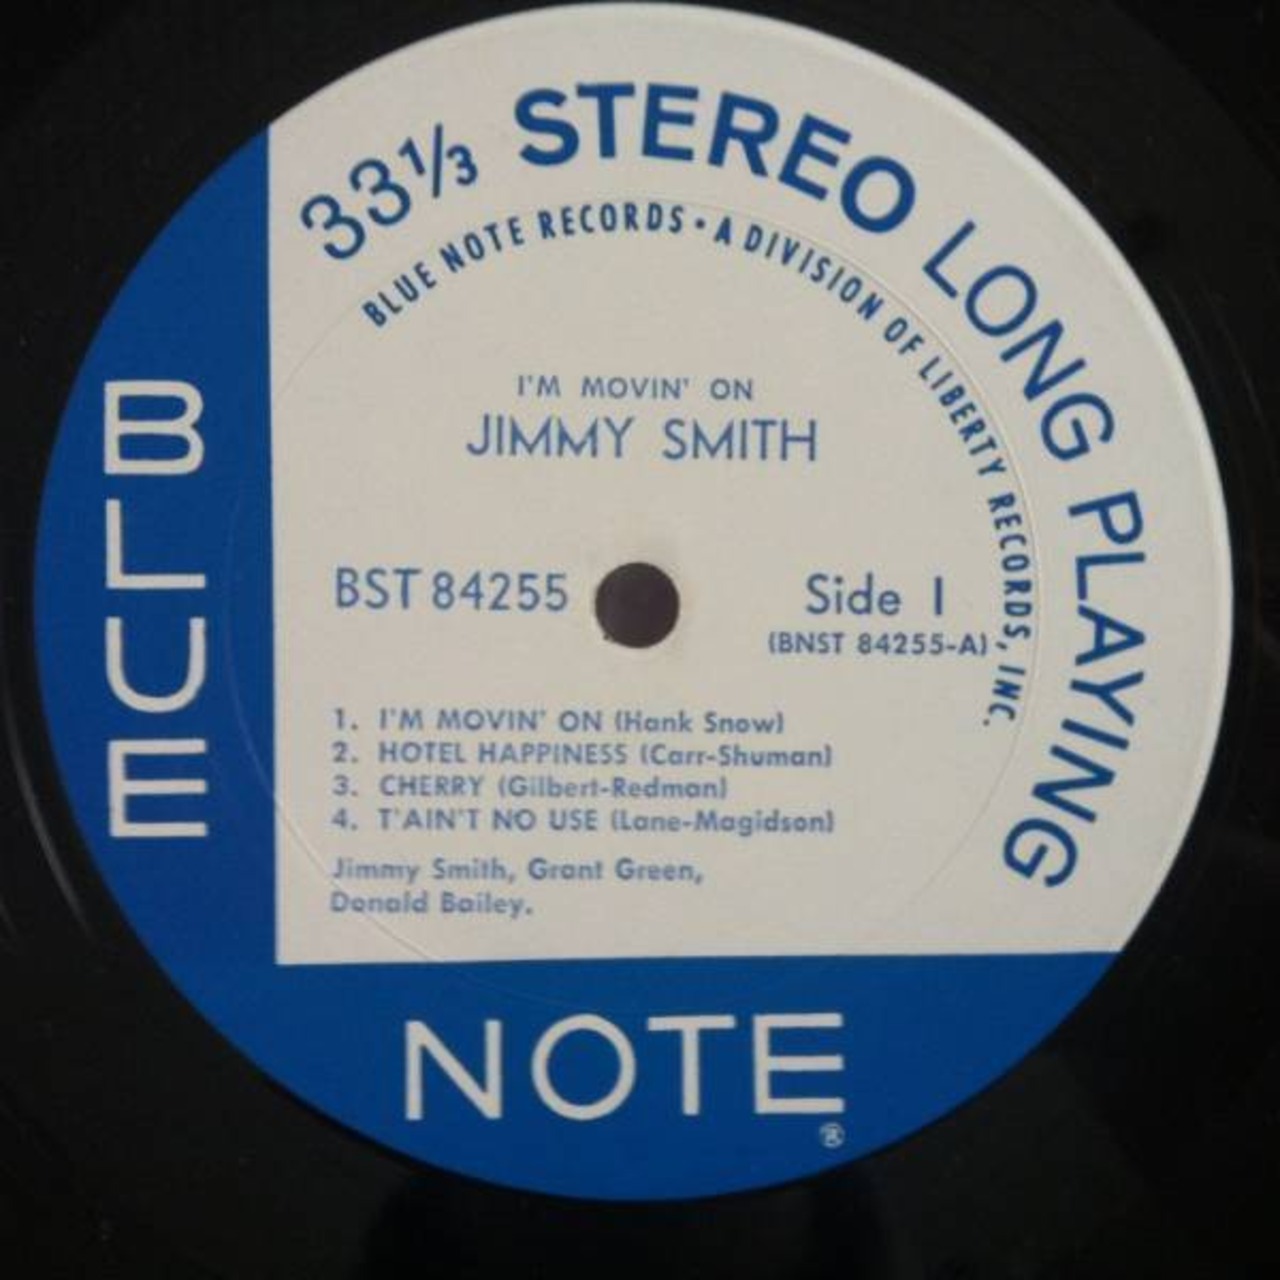 33⅓ STEREO LONG PLAYING
BLUE NOTE RECORDS • A DIVISION OF LIBERTY RECORDS, INC.
I'M MOVIN' ON
JIMMY SMITH
BST 84255
Side 1
(BNST 84255-A)
1. I'M MOVIN' ON (Hank Snow)
2. HOTEL HAPPINESS (Carr-Shuman)
3. CHERRY (Gilbert-Redman)
4. T'AIN'T NO USE (Lane-Magidson)
Jimmy Smith, Grant Green,
Donald Bailey.
BLUE
NOTE
®